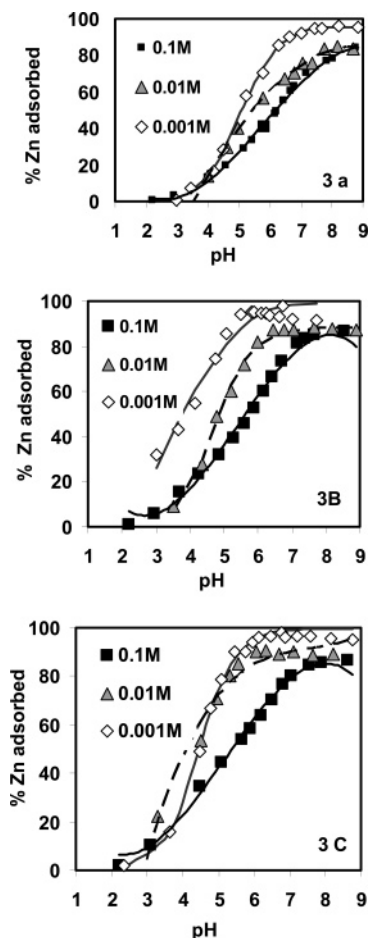 100
80
60
40
20
0
% Zn adsorbed
0.1M
0.01M
0.001M
3 a
1 2 3 4 5 6 7 8 9
pH
100
80
60
40
20
0
% Zn adsorbed
0.1M
0.01M
0.001M
3B
1 2 3 4 5 6 7 8 9
pH
100
80
60
40
20
0
% Zn adsorbed
0.1M
0.01M
0.001M
3 C
1 2 3 4 5 6 7 8 9
pH